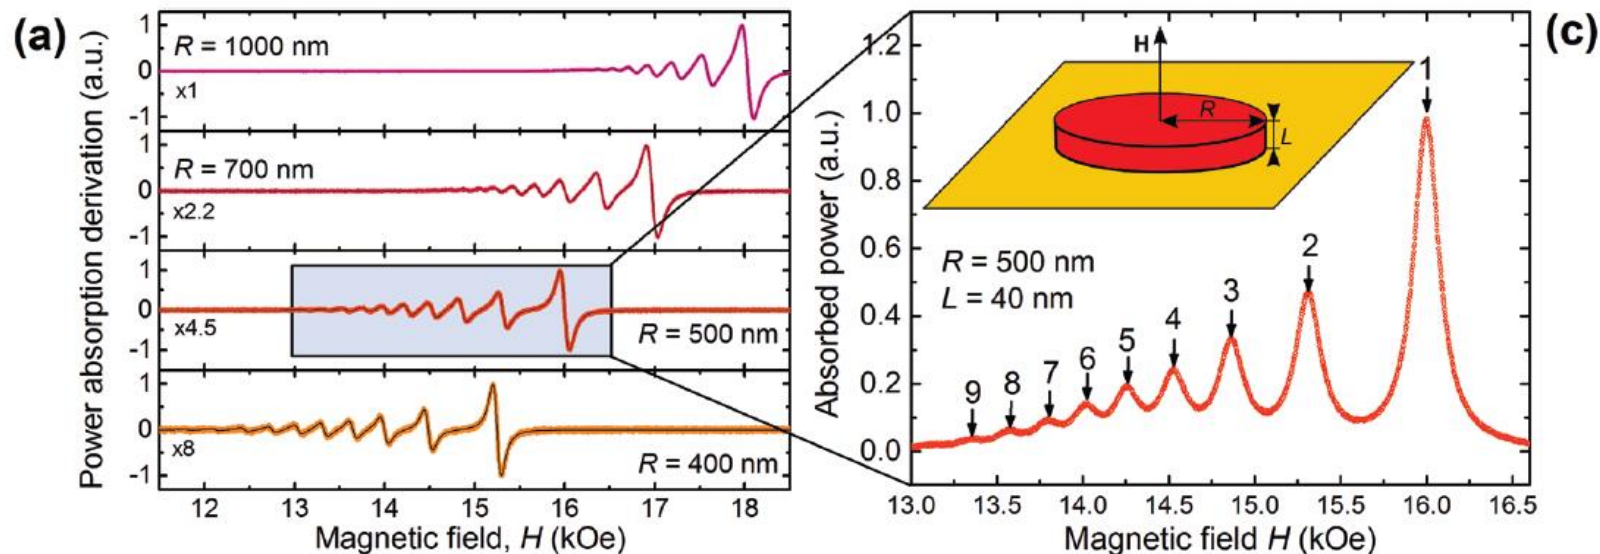 (a)
Power absorption derivation (a.u.)
1
0
-1
R = 1000 nm
x1
1
0
-1
R = 700 nm
x2.2
1
0
-1
x4.5
R = 500 nm
1
0
-1
x8
R = 400 nm
12 13 14 15 16 17 18
Magnetic field, H (kOe)
(c)
Absorbed power (a.u.)
1.2
1.0
0.8
0.6
0.4
0.2
0.0
H
R
L
R = 500 nm
L = 40 nm
9 8 7 6 5 4 3 2 1
13.0 13.5 14.0 14.5 15.0 15.5 16.0 16.5
Magnetic field H (kOe)